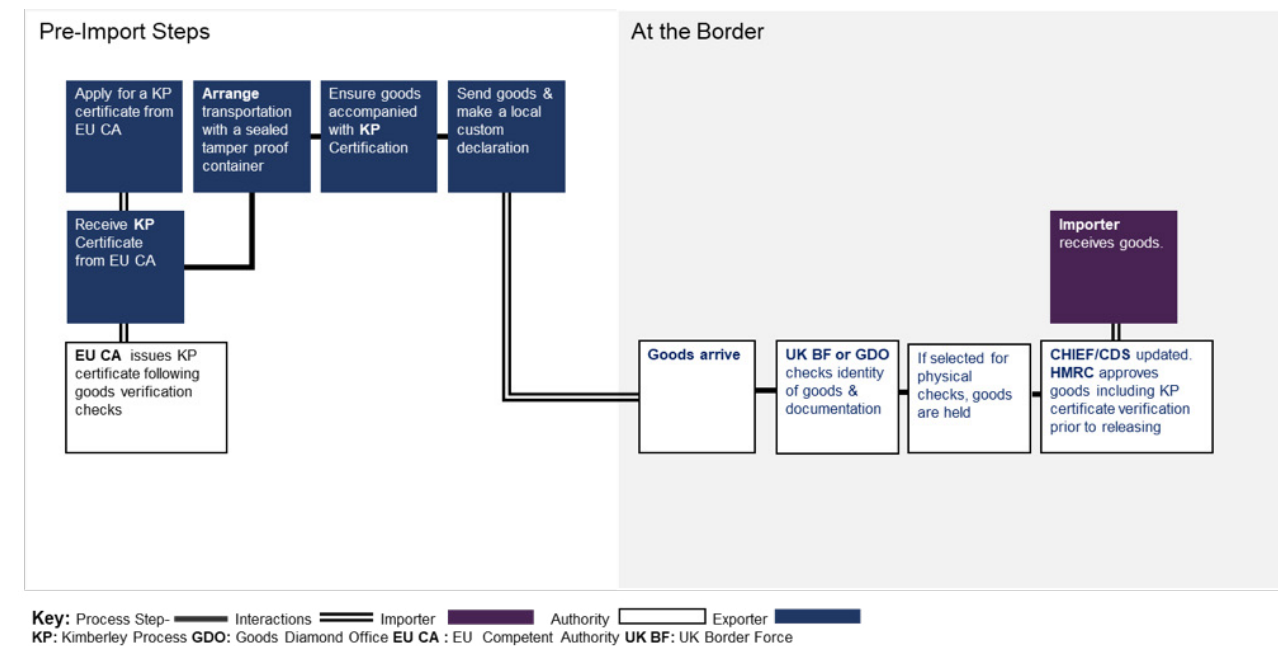 Pre-Import Steps
At the Border
Apply for a KP
certificate from
EU CA
Arrange
transportation
with a sealed
tamper proof
container
Ensure goods
accompanied
with KP
Certification
Send goods &
make a local
custom
declaration
Receive KP
Certificate
from EU CA
EU CA issues KP
certificate following
goods verification
checks
Goods arrive
UK BF or GDO
checks identity
of goods &
documentation
If selected for
physical
checks, goods
are held
CHIEF/CDS updated.
HMRC approves
goods including KP
certificate verification
prior to releasing
Importer
receives goods.
Key: Process Step- Interactions Importer Authority Exporter
KP: Kimberley Process GDO: Goods Diamond Office EU CA : EU Competent Authority UK BF: UK Border Force